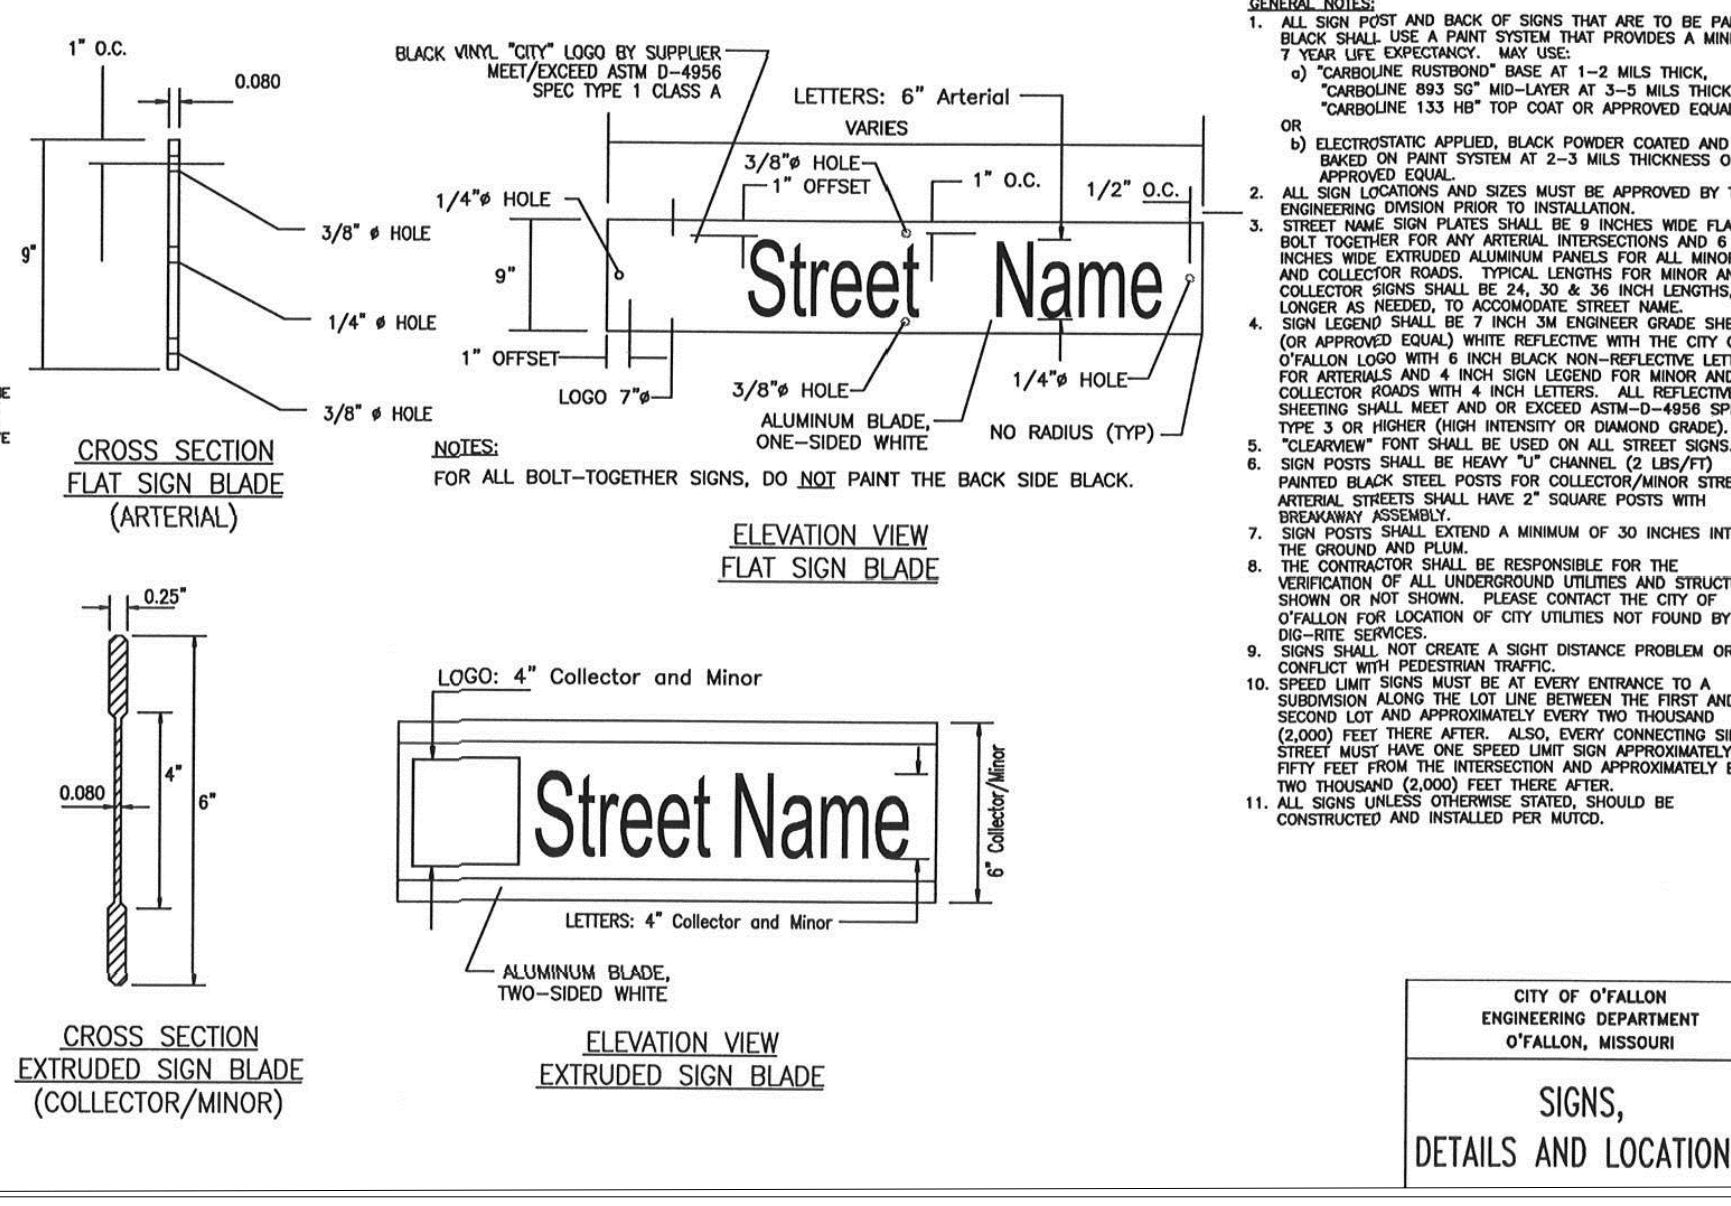 1" O.C.
0.080
9"
3/8" ø HOLE
1/4" ø HOLE
3/8" ø HOLE
CROSS SECTION
FLAT SIGN BLADE
(ARTERIAL)
BLACK VINYL "CITY" LOGO BY SUPPLIER
MEET/EXCEED ASTM D-4956
SPEC TYPE 1 CLASS A
LETTERS: 6" Arterial
VARIES
3/8"ø HOLE
1" OFFSET
1" O.C.
1/2" O.C.
1/4"ø HOLE
9"
Street Name
1" OFFSET
LOGO 7"ø
3/8"ø HOLE
1/4"ø HOLE
ALUMINUM BLADE,
ONE-SIDED WHITE
NO RADIUS (TYP)
NOTES:
FOR ALL BOLT-TOGETHER SIGNS, DO NOT PAINT THE BACK SIDE BLACK.
ELEVATION VIEW
FLAT SIGN BLADE
0.25"
0.080
4"
6"
CROSS SECTION
EXTRUDED SIGN BLADE
(COLLECTOR/MINOR)
LOGO: 4" Collector and Minor
Street Name
6" Collector/Minor
LETTERS: 4" Collector and Minor
ALUMINUM BLADE,
TWO-SIDED WHITE
ELEVATION VIEW
EXTRUDED SIGN BLADE
GENERAL NOTES:
1. ALL SIGN POST AND BACK OF SIGNS THAT ARE TO BE
BLACK SHALL USE A PAINT SYSTEM THAT PROVIDES A
7 YEAR LIFE EXPECTANCY. MAY USE:
a) "CARBOLINE RUSTBOND" BASE AT 1-2 MILS THICK,
"CARBOLINE 893 SG" MID-LAYER AT 3-5 MILS THICK
"CARBOLINE 133 HB" TOP COAT OR APPROVED
OR
b) ELECTROSTATIC APPLIED, BLACK POWDER COATED AND
BAKED ON PAINT SYSTEM AT 2-3 MILS THICKNESS
APPROVED EQUAL.
2. ALL SIGN LOCATIONS AND SIZES MUST BE APPROVED BY
ENGINEERING DIVISION PRIOR TO INSTALLATION.
3. STREET NAME SIGN PLATES SHALL BE 9 INCHES WIDE
BOLT TOGETHER FOR ANY ARTERIAL INTERSECTIONS AND 6
INCHES WIDE EXTRUDED ALUMINUM PANELS FOR ALL MINOR
AND COLLECTOR ROADS. TYPICAL LENGTHS FOR MINOR
COLLECTOR SIGNS SHALL BE 24, 30 & 36 INCH LENGTHS,
LONGER AS NEEDED, TO ACCOMODATE STREET NAME.
4. SIGN LEGEND SHALL BE 7 INCH 3M ENGINEER GRADE
(OR APPROVED EQUAL) WHITE REFLECTIVE WITH THE CITY
O'FALLON LOGO WITH 6 INCH BLACK NON-REFLECTIVE
FOR ARTERIALS AND 4 INCH SIGN LEGEND FOR MINOR AND
COLLECTOR ROADS WITH 4 INCH LETTERS. ALL REFLECTIVE
SHEETING SHALL MEET AND OR EXCEED ASTM-D-4956
TYPE 3 OR HIGHER (HIGH INTENSITY OR DIAMOND GRADE).
5. "CLEARVIEW" FONT SHALL BE USED ON ALL STREET SIGNS.
6. SIGN POSTS SHALL BE HEAVY "U" CHANNEL (2 LBS/FT)
PAINTED BLACK STEEL POSTS FOR COLLECTOR/MINOR
ARTERIAL STREETS SHALL HAVE 2" SQUARE POSTS WITH
BREAKAWAY ASSEMBLY.
7. SIGN POSTS SHALL EXTEND A MINIMUM OF 30 INCHES
THE GROUND AND PLUM.
8. THE CONTRACTOR SHALL BE RESPONSIBLE FOR THE
VERIFICATION OF ALL UNDERGROUND UTILITIES AND
SHOWN OR NOT SHOWN. PLEASE CONTACT THE CITY OF
O'FALLON FOR LOCATION OF CITY UTILITIES NOT FOUND BY
DIG-RITE SERVICES.
9. SIGNS SHALL NOT CREATE A SIGHT DISTANCE PROBLEM OR
CONFLICT WITH PEDESTRIAN TRAFFIC.
10. SPEED LIMIT SIGNS MUST BE AT EVERY ENTRANCE TO A
SUBDIVISION ALONG THE LOT LINE BETWEEN THE FIRST AND
SECOND LOT AND APPROXIMATELY EVERY TWO THOUSAND
(2,000) FEET THERE AFTER. ALSO, EVERY CONNECTING
STREET MUST HAVE ONE SPEED LIMIT SIGN APPROXIMATELY
FIFTY FEET FROM THE INTERSECTION AND APPROXIMATELY
TWO THOUSAND (2,000) FEET THERE AFTER.
11. ALL SIGNS UNLESS OTHERWISE STATED, SHOULD BE
CONSTRUCTED AND INSTALLED PER MUTCD.
CITY OF O'FALLON
ENGINEERING DEPARTMENT
O'FALLON, MISSOURI
SIGNS,
DETAILS AND LOCATION